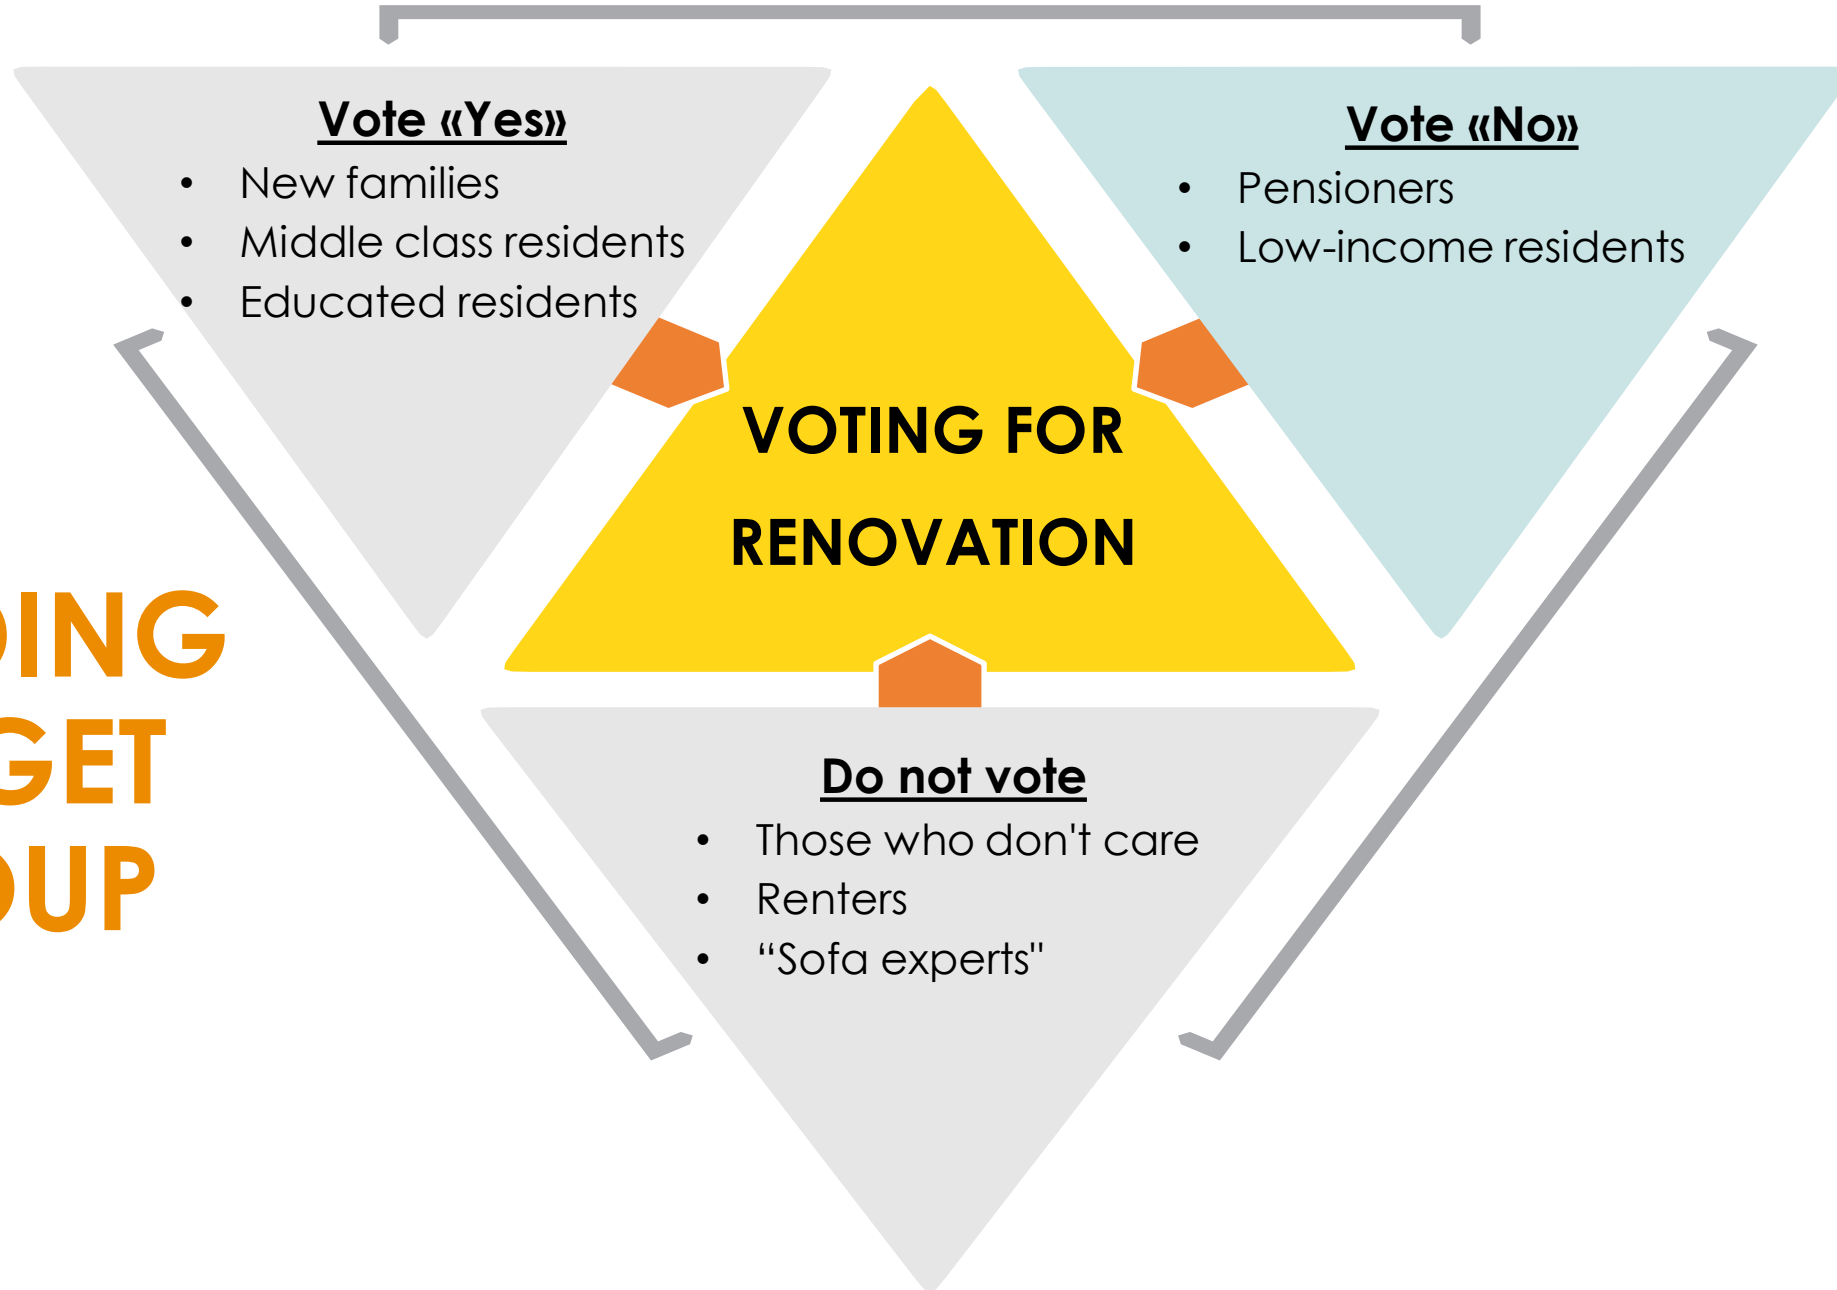 Vote «Yes»
• New families
• Middle class residents
• Educated residents
Vote «No»
• Pensioners
• Low-income residents
VOTING FOR
RENOVATION
Do not vote
• Those who don't care
• Renters
• “Sofa experts"